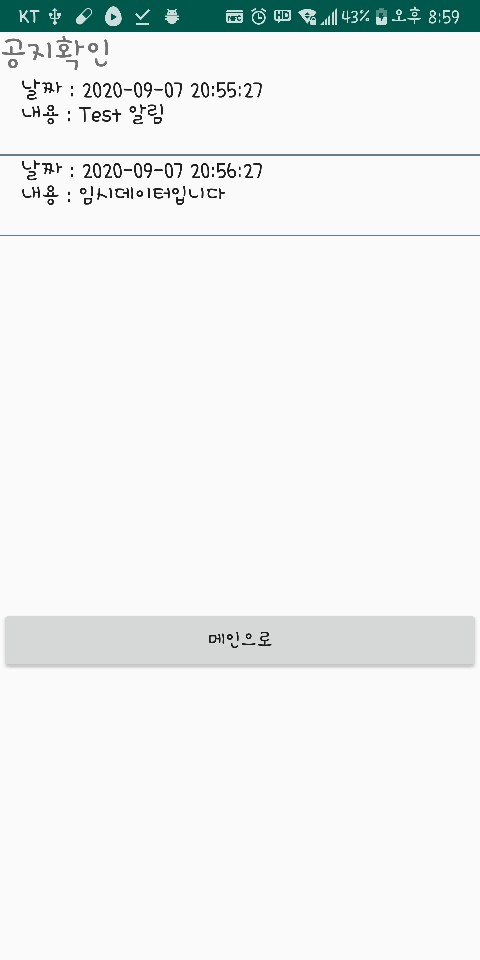 KT 43% 오후 8:59
공지확인
날짜 : 2020-09-07 20:55:27
내용 : Test 알림
날짜 : 2020-09-07 20:56:27
내용 : 임시데이터입니다
메인으로